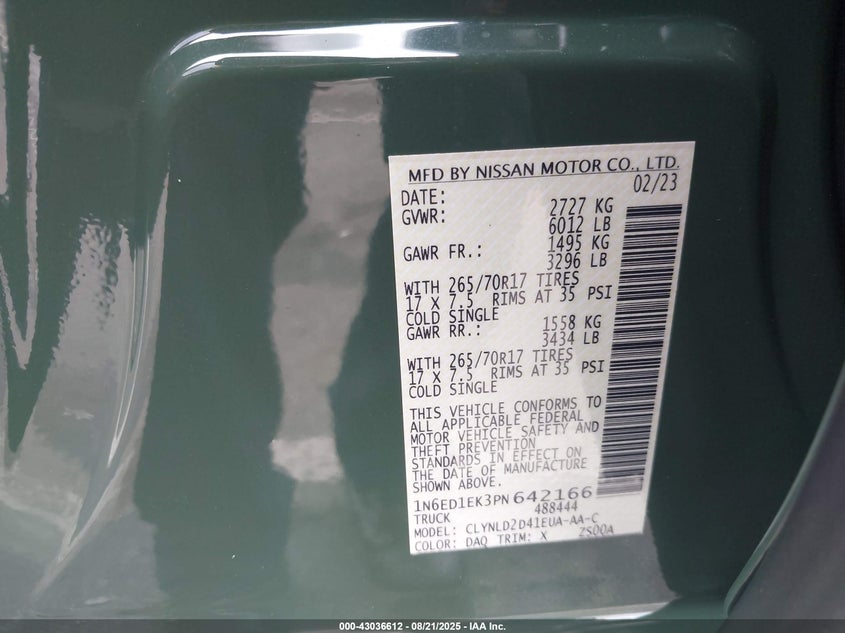 MFD BY NISSAN MOTOR CO., LTD.
DATE: 02/23
GVWR: 2727 KG
6012 LB
GAWR FR.: 1495 KG
3296 LB
WITH 265/70R17 TIRES
17 X 7.5 RIMS AT 35 PSI
COLD SINGLE
GAWR RR.: 1558 KG
3434 LB
WITH 265/70R17 TIRES
17 X 7.5 RIMS AT 35 PSI
COLD SINGLE
THIS VEHICLE CONFORMS TO
ALL APPLICABLE FEDERAL
MOTOR VEHICLE SAFETY AND
THEFT PREVENTION
STANDARDS IN EFFECT ON
THE DATE OF MANUFACTURE
SHOWN ABOVE.
1N6ED1EK3PN642166
TRUCK 488444
MODEL: CLYNLD2D41EUA-AA-C
COLOR: DAQ TRIM: X ZS00A
000-43036612 - 08/21/2025 - IAA Inc.